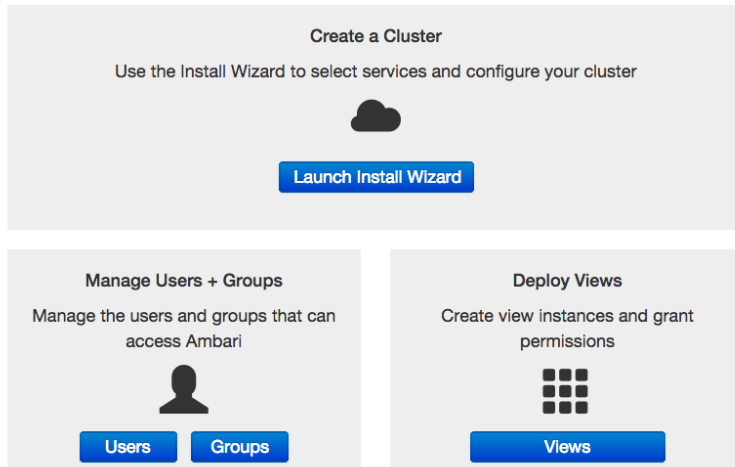 Create a Cluster
Use the Install Wizard to select services and configure your cluster
Launch Install Wizard
Manage Users + Groups
Manage the users and groups that can
access Ambari
Users
Groups
Deploy Views
Create view instances and grant
permissions
Views